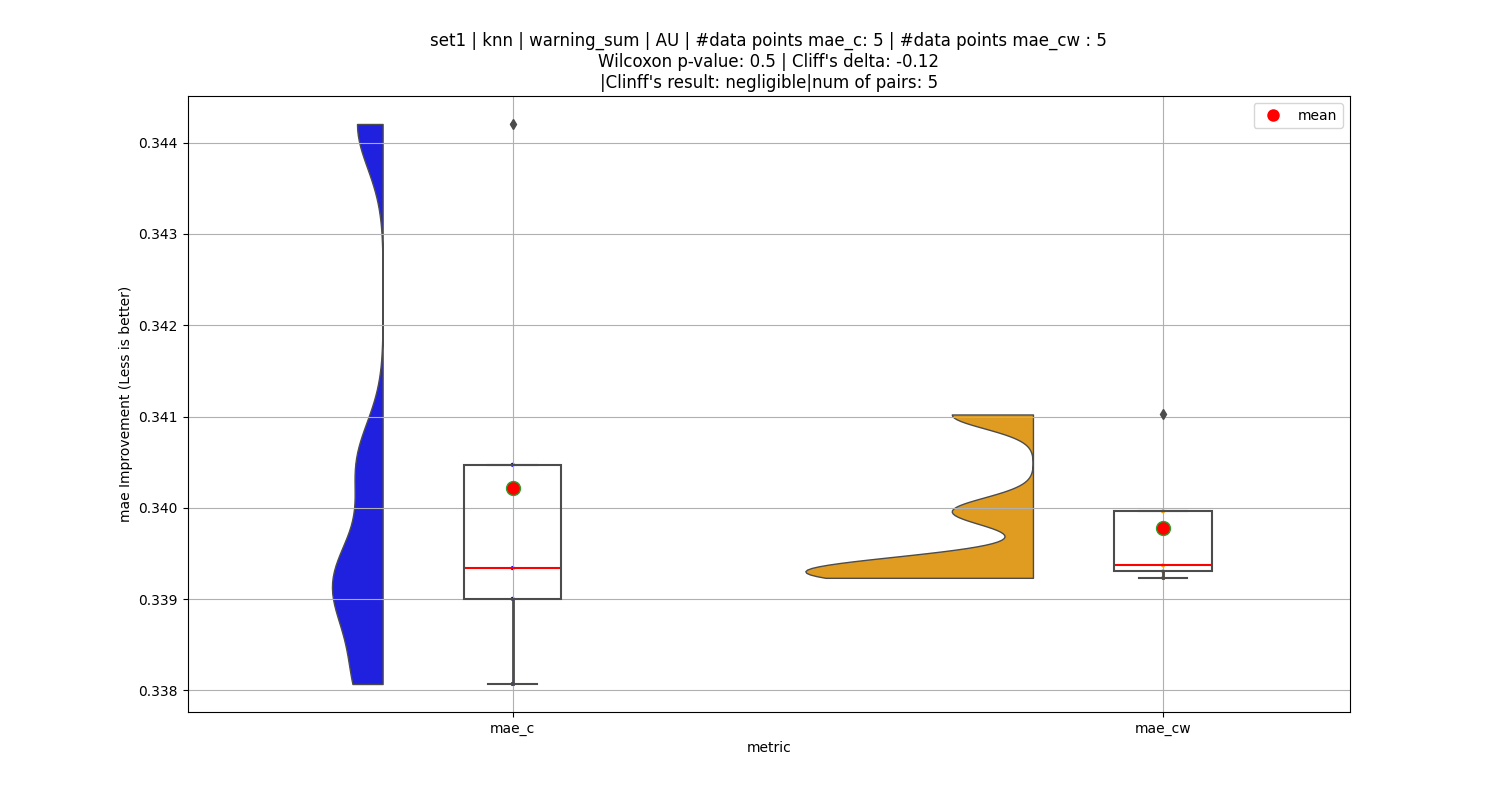 set1 | knn | warning_sum | AU | #data points mae_c: 5 | #data points mae_cw : 5
Wilcoxon p-value: 0.5 | Cliff's delta: -0.12
|Clinff's result: negligible|num of pairs: 5
mean
0.344
0.343
0.342
0.341
0.340
0.339
0.338
mae Improvement (Less is better)
mae_c
mae_cw
metric